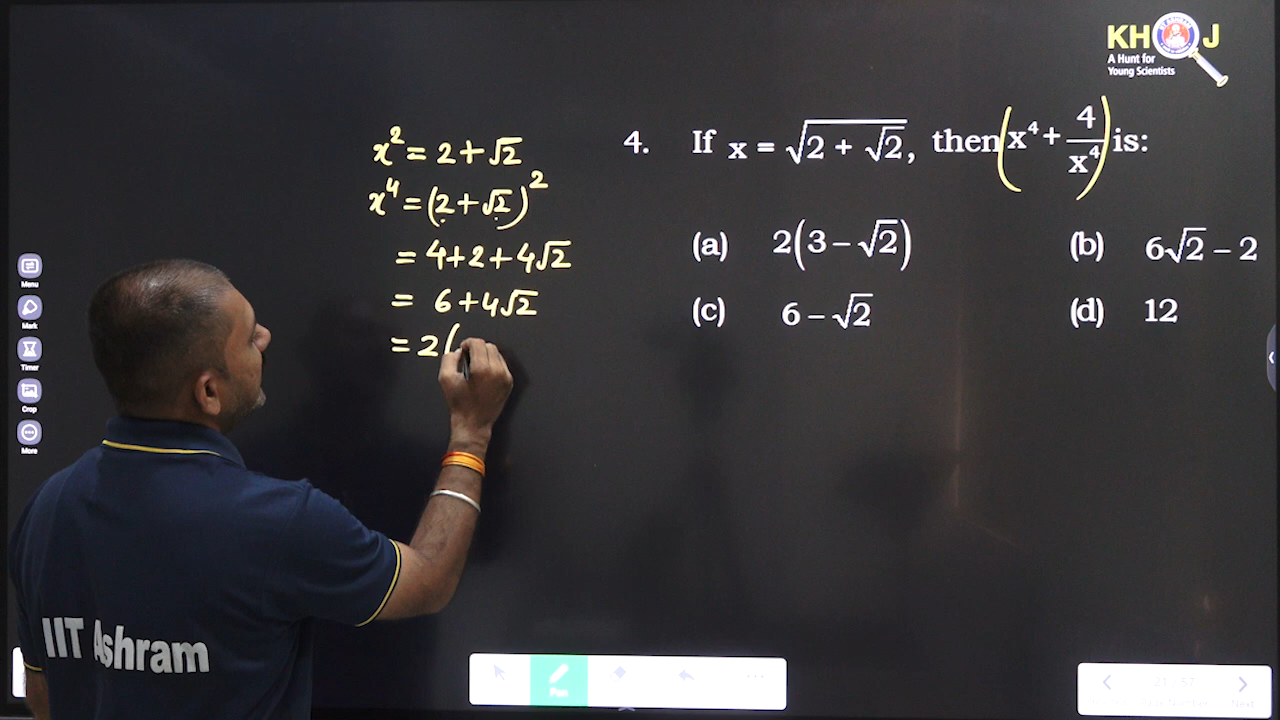 KHOJ
A Hunt for
Young Scientists
x² = 2 + √2
x⁴ = (2 + √2)²
= 4 + 2 + 4√2
= 6 + 4√2
= 2(
4. If x = √(2 + √2), then (x⁴ + 4/x⁴) is:
(a) 2(3 − √2) (b) 6√2 − 2
(c) 6 − √2 (d) 12
Menu
Mark
Timer
Crop
More
IIT Ashram
Pen